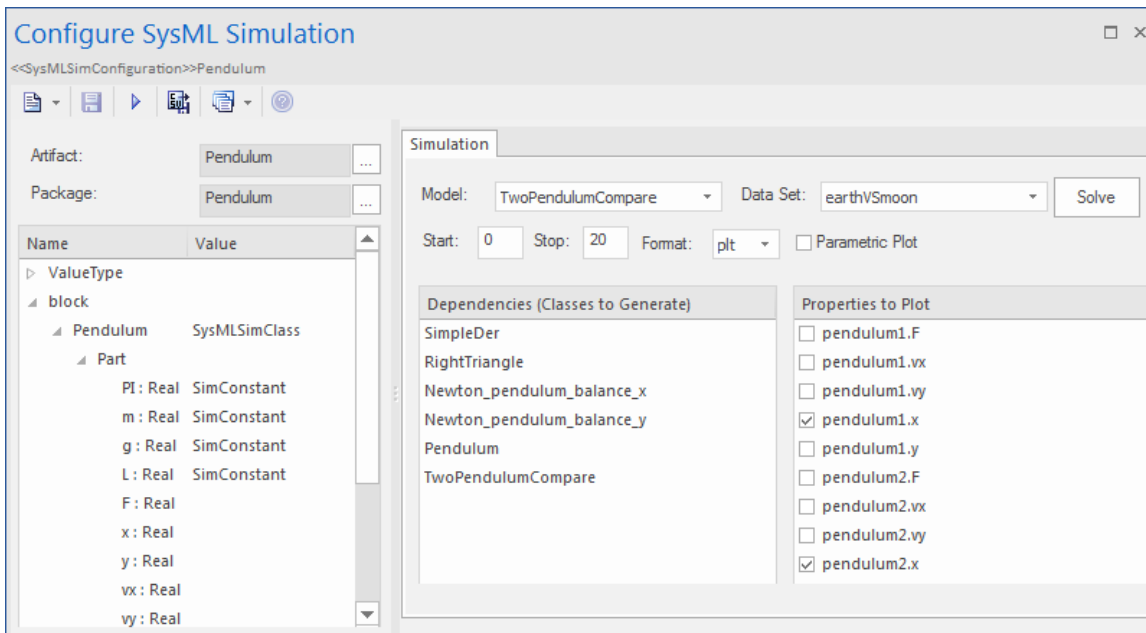 Configure SysML Simulation
<<SysMLSimConfiguration>>Pendulum
Artifact: Pendulum ...
Package: Pendulum ...
Name Value
ValueType
block
Pendulum SysMLSimClass
Part
PI : Real SimConstant
m : Real SimConstant
g : Real SimConstant
L : Real SimConstant
F : Real
x : Real
y : Real
vx : Real
vy : Real
Simulation
Model: TwoPendulumCompare Data Set: earthVSmoon Solve
Start: 0 Stop: 20 Format: plt Parametric Plot
Dependencies (Classes to Generate)
SimpleDer
RightTriangle
Newton_pendulum_balance_x
Newton_pendulum_balance_y
Pendulum
TwoPendulumCompare
Properties to Plot
pendulum1.F
pendulum1.vx
pendulum1.vy
pendulum1.x
pendulum1.y
pendulum2.F
pendulum2.vx
pendulum2.vy
pendulum2.x